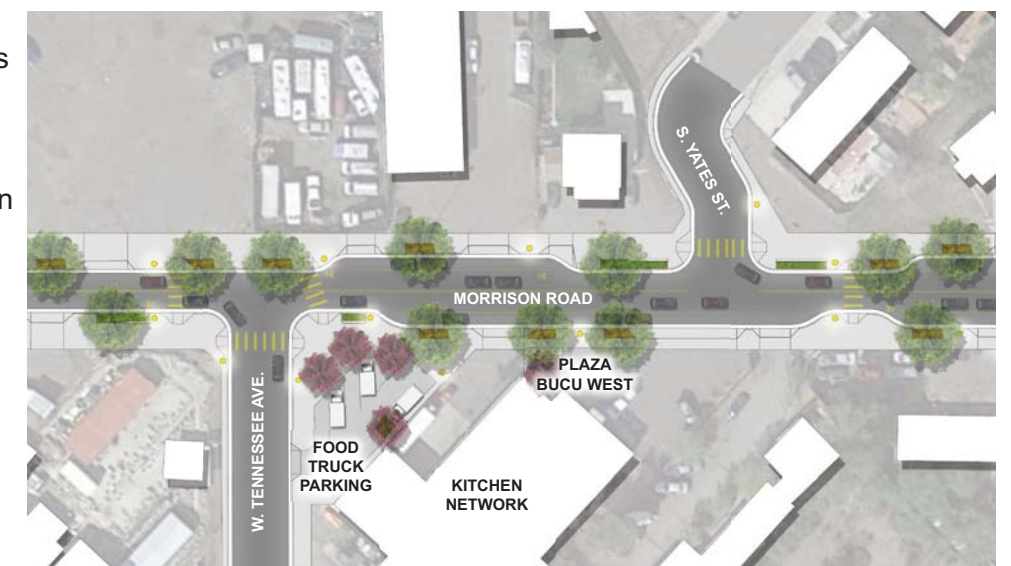 s
n
S. YATES ST.
MORRISON ROAD
PLAZA
BUCU WEST
W. TENNESSEE AVE.
FOOD
TRUCK
PARKING
KITCHEN
NETWORK